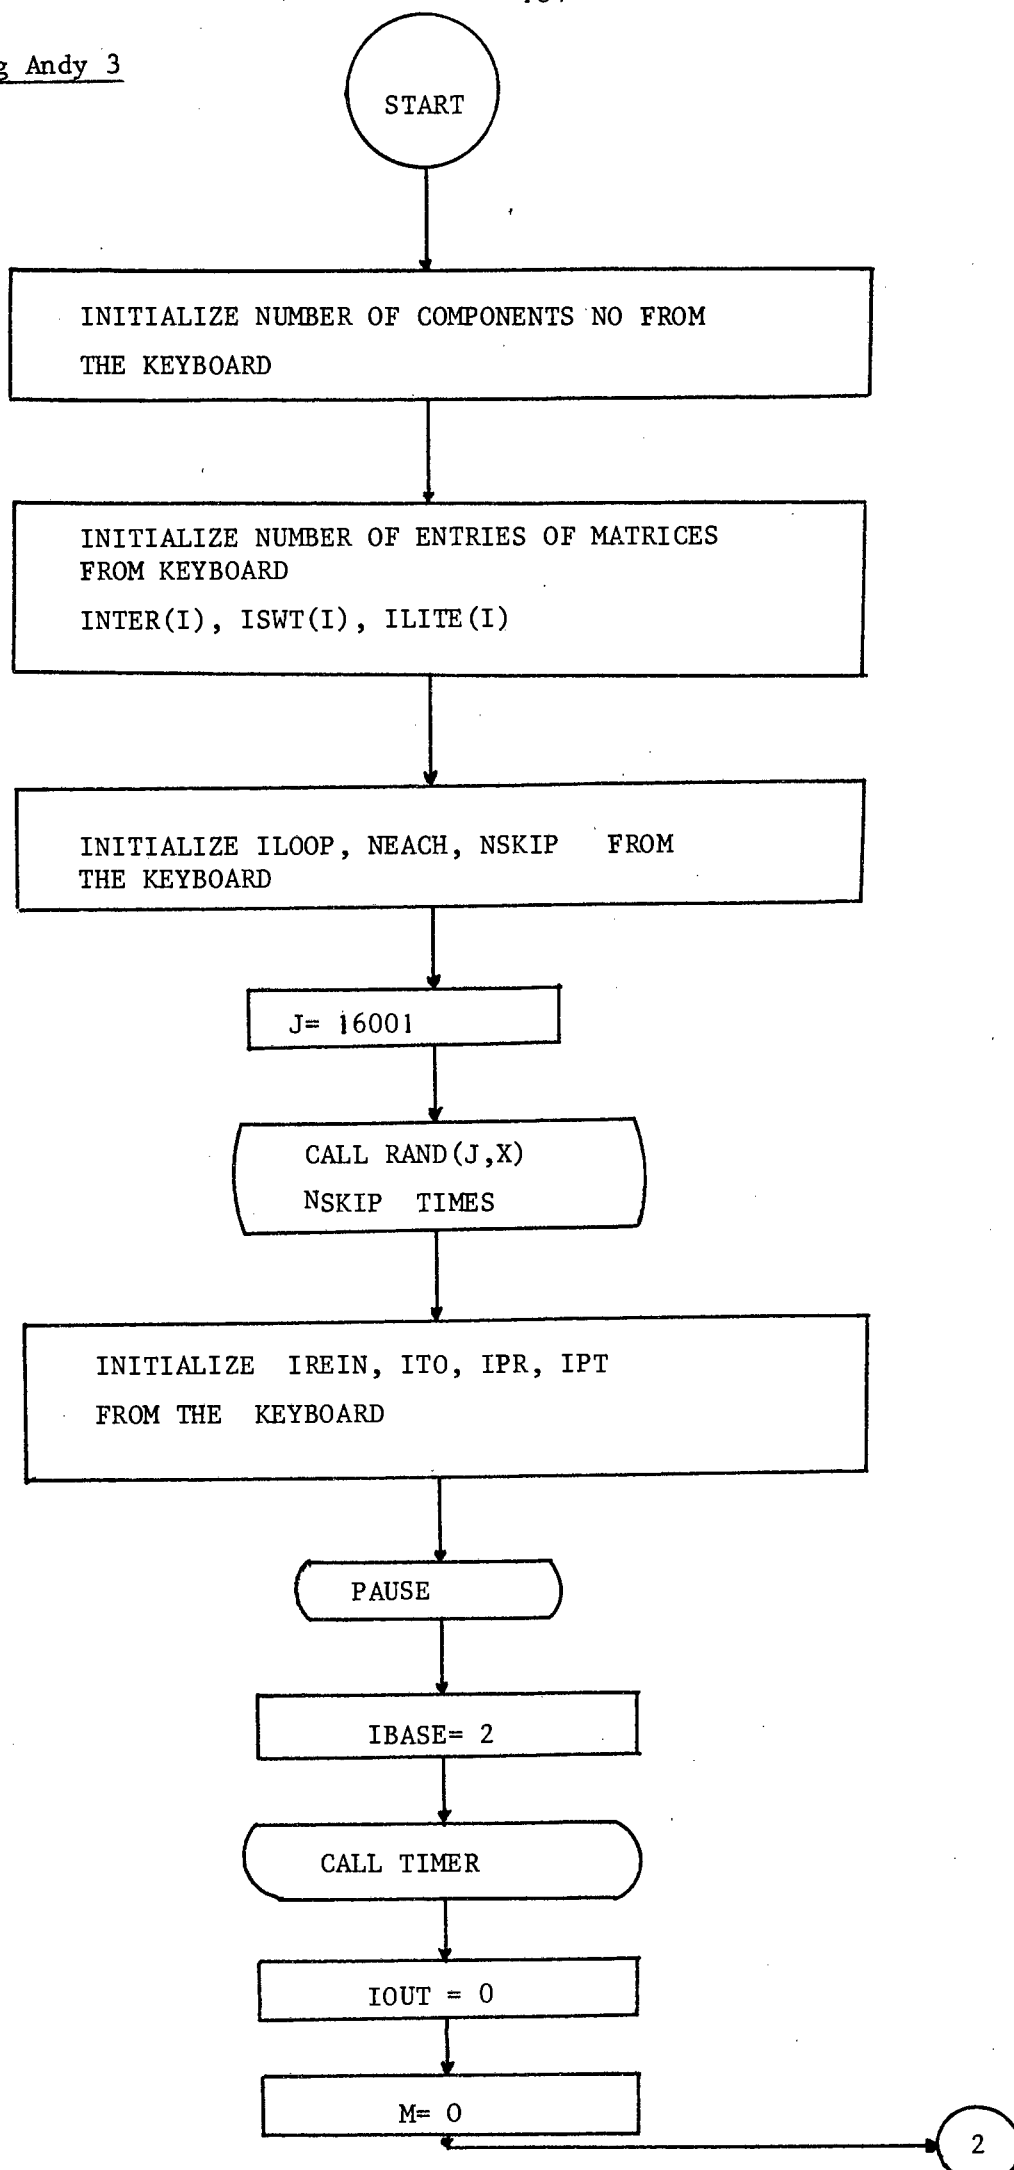 Andy 3
START
INITIALIZE NUMBER OF COMPONENTS NO FROM
THE KEYBOARD
INITIALIZE NUMBER OF ENTRIES OF MATRICES
FROM KEYBOARD
INTER(I), ISWT(I), ILITE(I)
INITIALIZE ILOOP, NEACH, NSKIP FROM
THE KEYBOARD
J= 16001
CALL RAND(J,X)
NSKIP TIMES
INITIALIZE IREIN, ITO, IPR, IPT
FROM THE KEYBOARD
PAUSE
IBASE= 2
CALL TIMER
IOUT = 0
M= 0
2